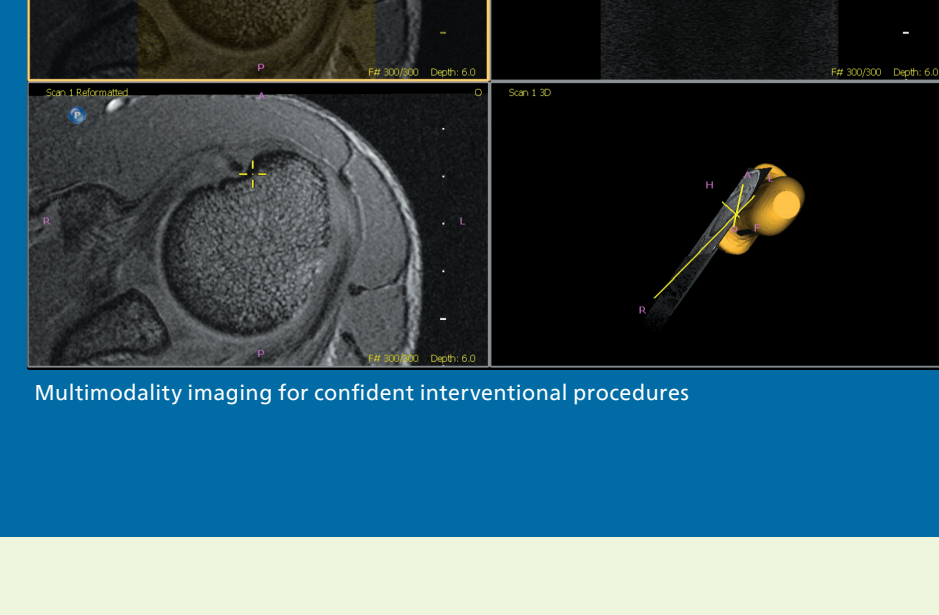 P
F# 300/300 Depth: 6.0
F# 300/300 Depth: 6.0
Scan 1 Reformatted
A
O
P
R
L
P
F# 300/300 Depth: 6.0
Scan 1 3D
H
A
L
F
R
Multimodality imaging for confident interventional procedures